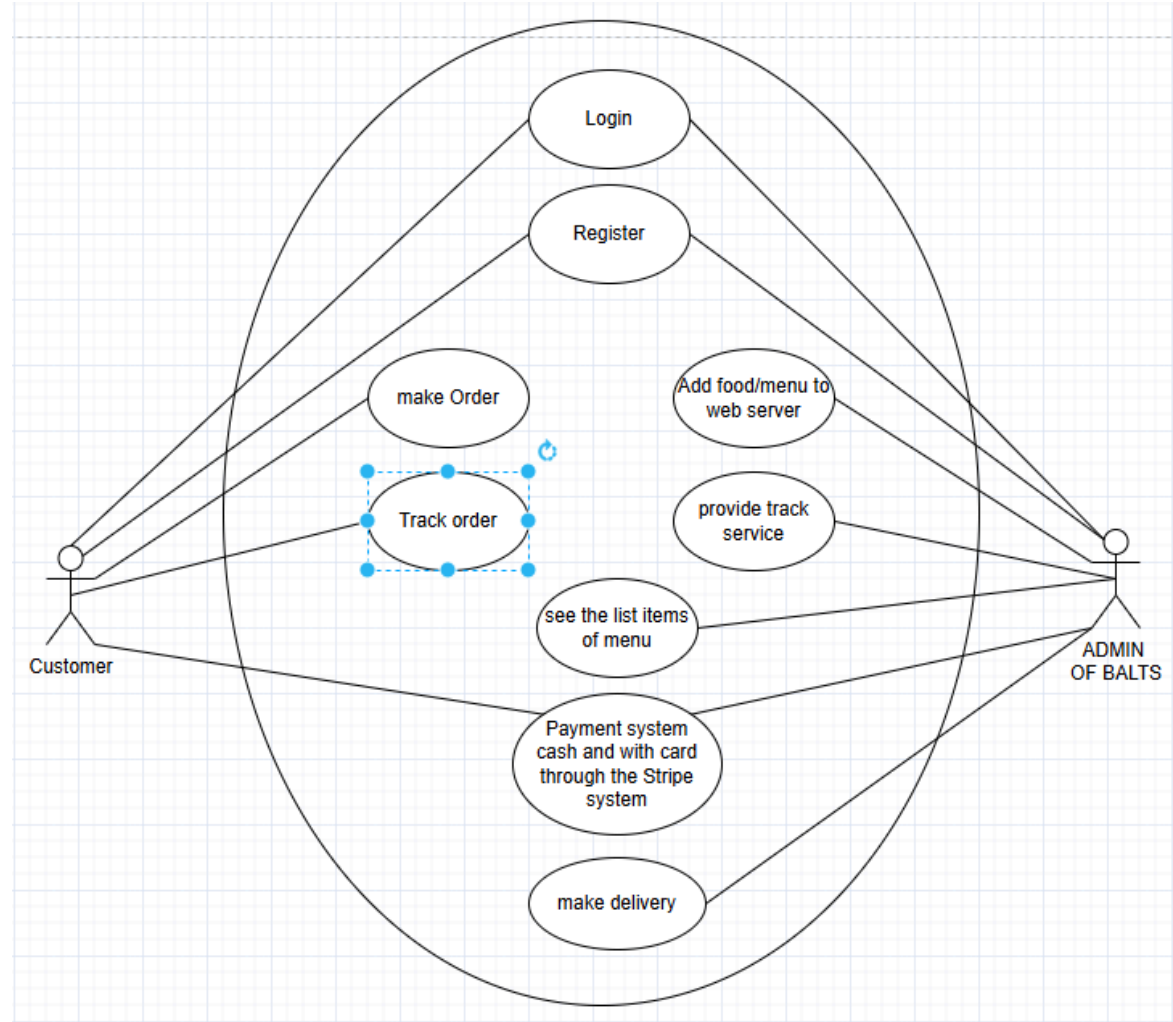 Login
Register
make Order
Add food/menu to
web server
Track order
provide track
service
see the list items
of menu
Customer
ADMIN
OF BALTS
Payment system
cash and with card
through the Stripe
system
make delivery